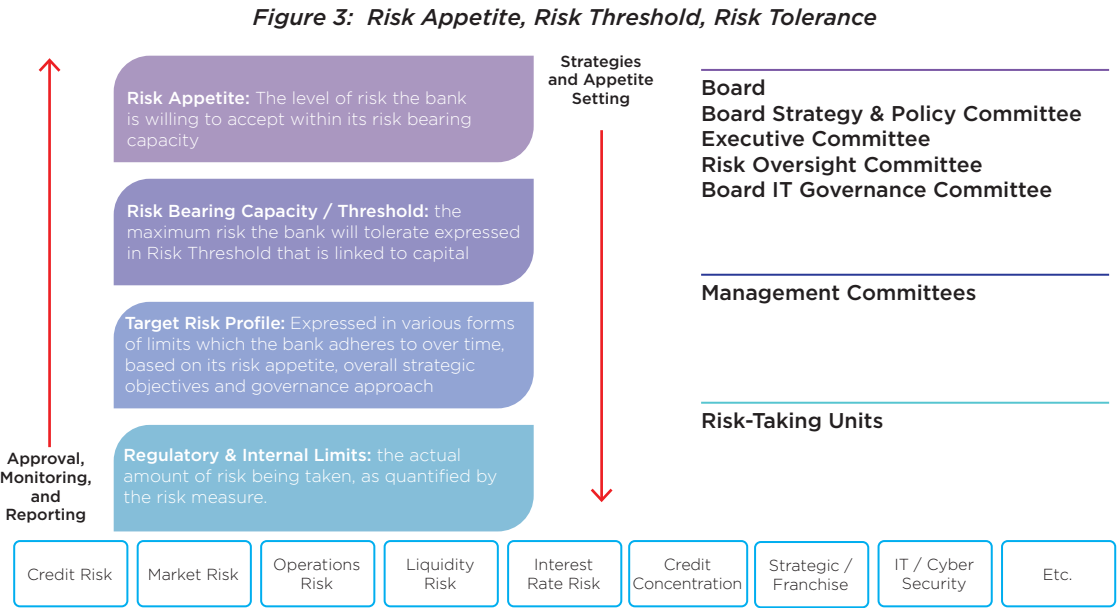 Figure 3: Risk Appetite, Risk Threshold, Risk Tolerance
Risk Appetite: The level of risk the bank
is willing to accept within its risk bearing
capacity
Risk Bearing Capacity / Threshold: the
maximum risk the bank will tolerate expressed
in Risk Threshold that is linked to capital
Target Risk Profile: Expressed in various forms
of limits which the bank adheres to over time,
based on its risk appetite, overall strategic
objectives and governance approach
Regulatory & Internal Limits: the actual
amount of risk being taken, as quantified by
the risk measure.
Approval,
Monitoring,
and
Reporting
Strategies
and Appetite
Setting
Board
Board Strategy & Policy Committee
Executive Committee
Risk Oversight Committee
Board IT Governance Committee
Management Committees
Risk-Taking Units
Credit Risk
Market Risk
Operations
Risk
Liquidity
Risk
Interest
Rate Risk
Credit
Concentration
Strategic /
Franchise
IT / Cyber
Security
Etc.